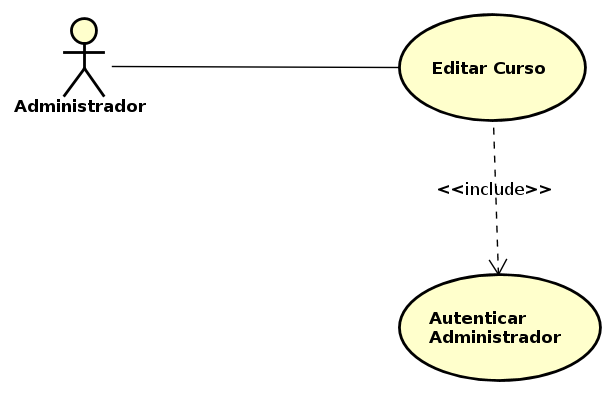 Editar Curso
Administrador
<<include>>
Autenticar
Administrador